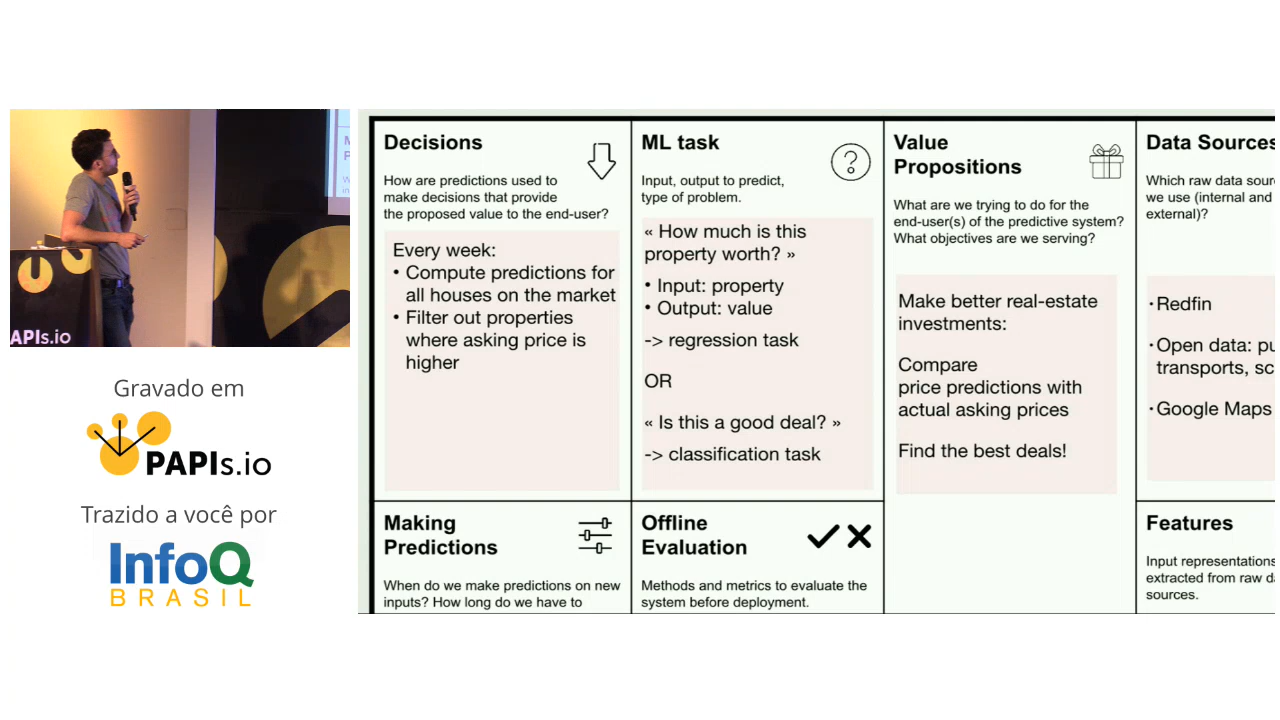 APIs.io
Gravado em
PAPIs.io
Trazido a você por
InfoQ
BRASIL
Decisions
How are predictions used to
make decisions that provide
the proposed value to the end-user?
Every week:
• Compute predictions for
all houses on the market
• Filter out properties
where asking price is
higher
ML task
Input, output to predict,
type of problem.
« How much is this
property worth? »
• Input: property
• Output: value
-> regression task
OR
« Is this a good deal? »
-> classification task
Value
Propositions
What are we trying to do for the
end-user(s) of the predictive system?
What objectives are we serving?
Make better real-estate
investments:
Compare
price predictions with
actual asking prices
Find the best deals!
Data Sources
Which raw data sour
we use (internal and
external)?
• Redfin
• Open data: pu
transports, sc
• Google Maps
Making
Predictions
When do we make predictions on new
inputs? How long do we have to
Offline
Evaluation
Methods and metrics to evaluate the
system before deployment.
Features
Input representations
extracted from raw da
sources.